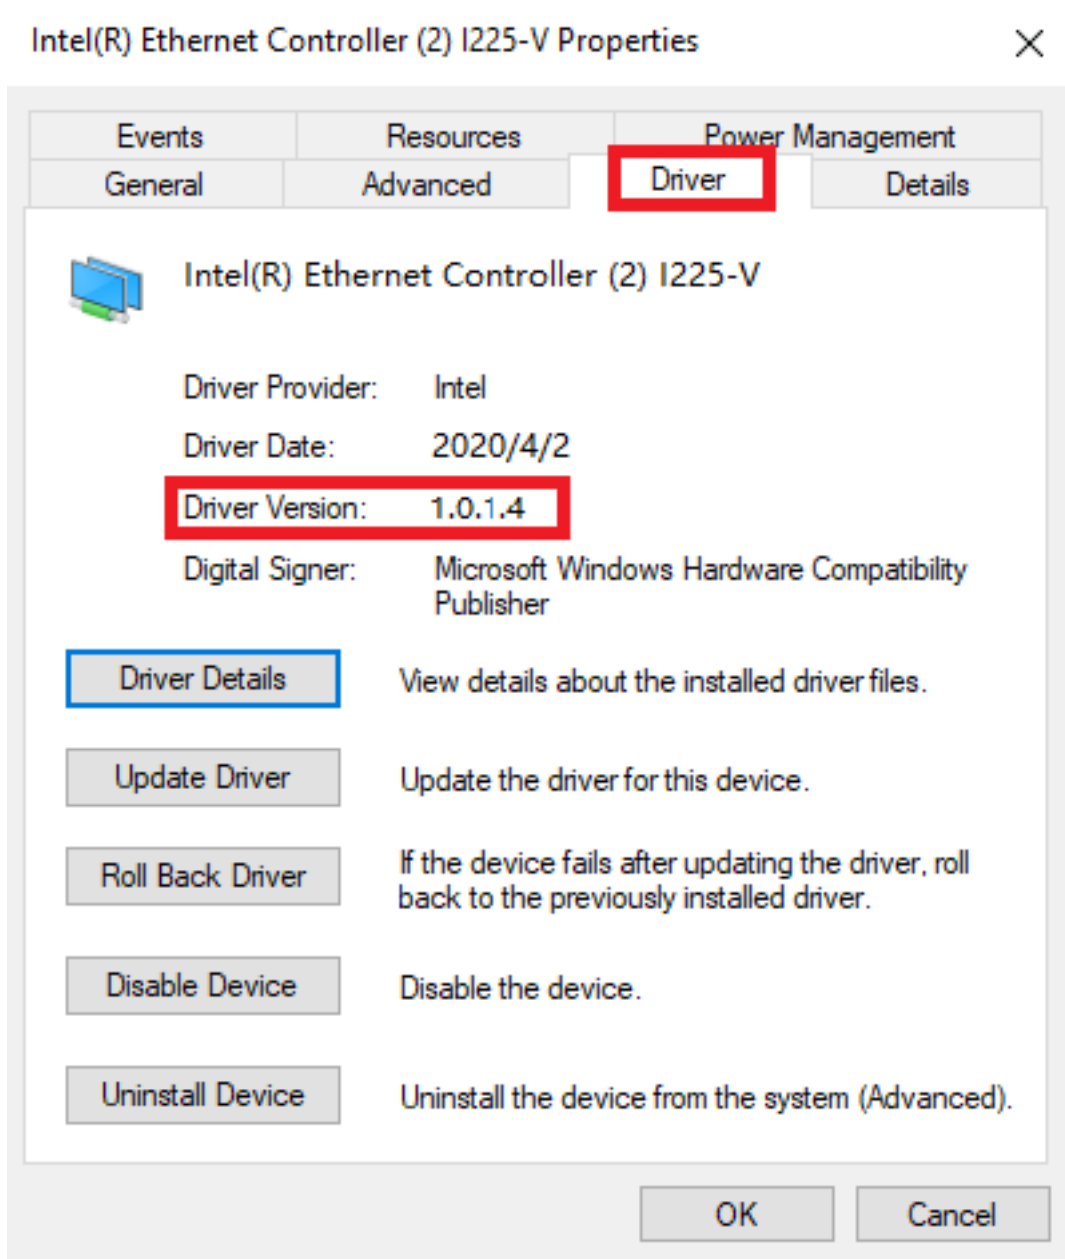 Intel(R) Ethernet Controller (2) I225-V Properties
Events Resources Power Management
General Advanced Driver Details
Intel(R) Ethernet Controller (2) I225-V
Driver Provider: Intel
Driver Date: 2020/4/2
Driver Version: 1.0.1.4
Digital Signer: Microsoft Windows Hardware Compatibility
Publisher
Driver Details View details about the installed driver files.
Update Driver Update the driver for this device.
Roll Back Driver If the device fails after updating the driver, roll
back to the previously installed driver.
Disable Device Disable the device.
Uninstall Device Uninstall the device from the system (Advanced).
OK Cancel